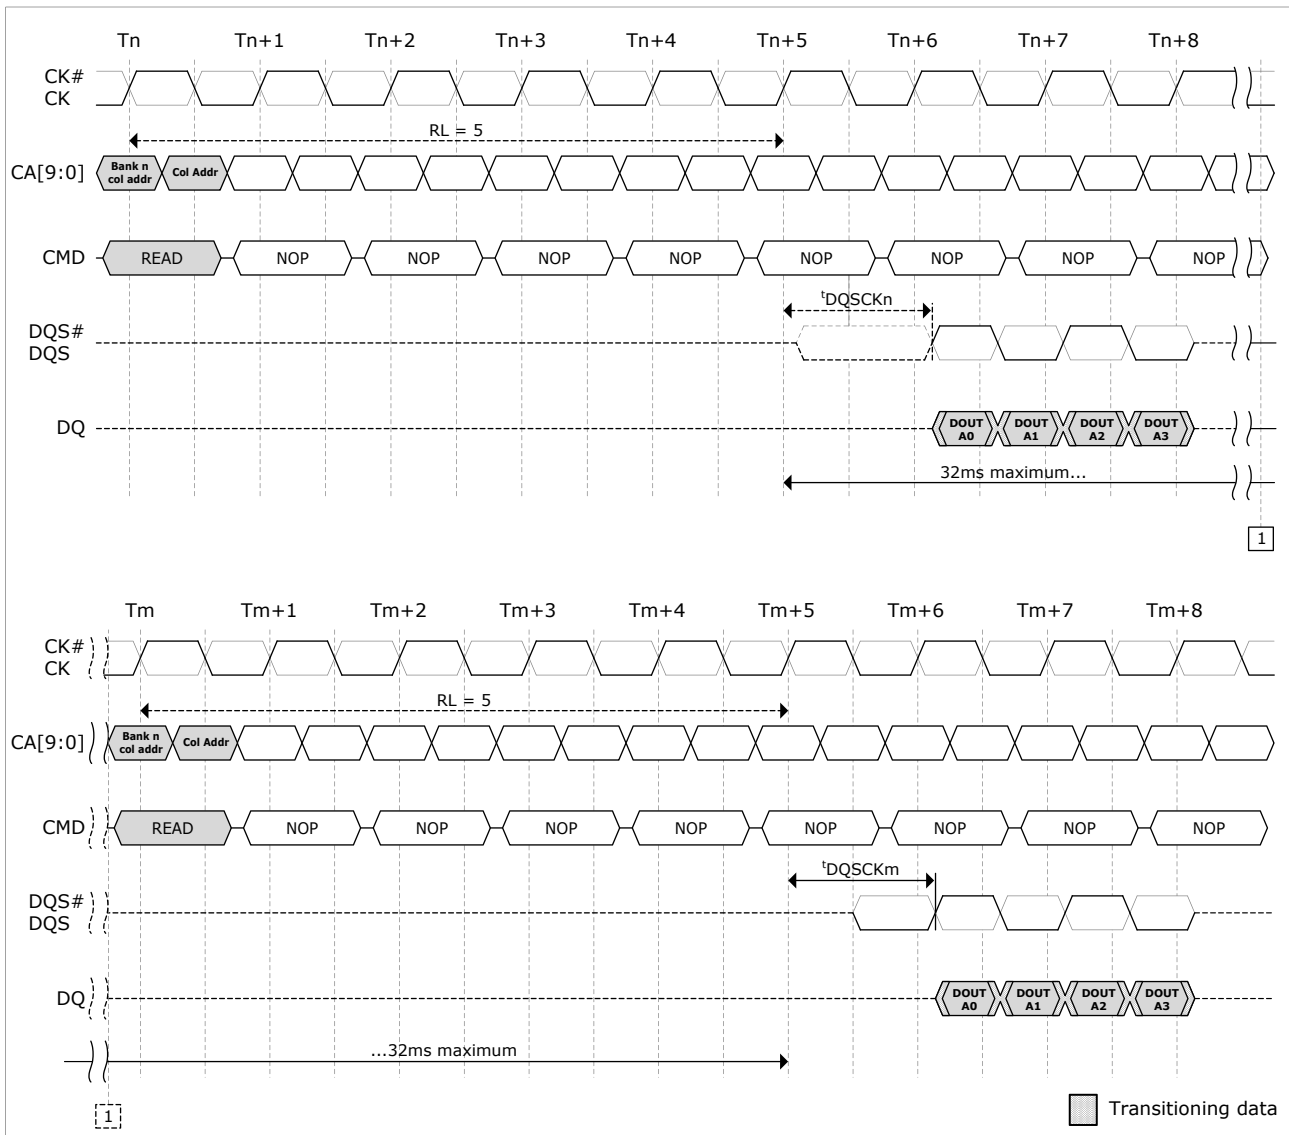 Tn Tn+1 Tn+2 Tn+3 Tn+4 Tn+5 Tn+6 Tn+7 Tn+8
CK#
CK
RL = 5
CA[9:0] Bank n col addr Col Addr
CMD READ NOP NOP NOP NOP NOP NOP NOP NOP
tDQSCKn
DQS#
DQS
DQ DOUT A0 DOUT A1 DOUT A2 DOUT A3
32ms maximum...
1
Tm Tm+1 Tm+2 Tm+3 Tm+4 Tm+5 Tm+6 Tm+7 Tm+8
CK#
CK
RL = 5
CA[9:0] Bank n col addr Col Addr
CMD READ NOP NOP NOP NOP NOP NOP NOP NOP
tDQSCKm
DQS#
DQS
DQ DOUT A0 DOUT A1 DOUT A2 DOUT A3
...32ms maximum
1
Transitioning data